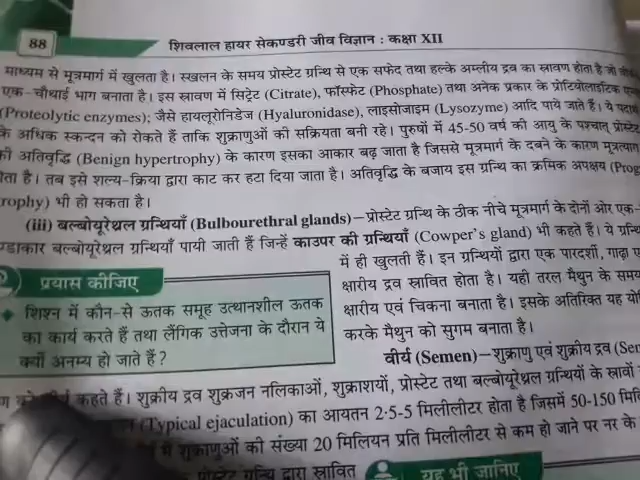 88
शिवलाल हायर सेकण्डरी जीव विज्ञान : कक्षा XII
माध्यम से मूत्रमार्ग में खुलता है। स्खलन के समय प्रोस्टेट ग्रन्थि से एक सफेद तथा हल्के अम्लीय द्रव का स्रावण होता है जो
एक-चौथाई भाग बनाता है। इस स्रावण में सिट्रेट (Citrate), फॉस्फेट (Phosphate) तथा अनेक प्रकार के प्रोटियोलाइटिक
(Proteolytic enzymes); जैसे हायलूरोनिडेज (Hyaluronidase), लाइसोजाइम (Lysozyme) आदि पाये जाते हैं। ये
के अधिक स्कन्दन को रोकते हैं ताकि शुक्राणुओं की सक्रियता बनी रहे। पुरुषों में 45-50 वर्ष की आयु के पश्चात् प्रोस्टेट
की अतिवृद्धि (Benign hypertrophy) के कारण इसका आकार बढ़ जाता है जिससे मूत्रमार्ग के दबने के कारण मूत्रत्याग
है। तब इसे शल्य-क्रिया द्वारा काट कर हटा दिया जाता है। अतिवृद्धि के बजाय इस ग्रन्थि का क्रमिक अपक्षय (Prog
rophy) भी हो सकता है।
(iii) बल्बोयूरेथ्रल ग्रन्थियाँ (Bulbourethral glands)—प्रोस्टेट ग्रन्थि के ठीक नीचे मूत्रमार्ग के दोनों ओर एक-
ण्डाकार बल्बोयूरेथ्रल ग्रन्थियाँ पायी जाती हैं जिन्हें काउपर की ग्रन्थियाँ (Cowper's gland) भी कहते हैं। ये ग्रन्थि
में ही खुलती हैं। इन ग्रन्थियों द्वारा एक पारदर्शी, गाढ़ा
क्षारीय द्रव स्रावित होता है। यही तरल मैथुन के समय
क्षारीय एवं चिकना बनाता है। इसके अतिरिक्त यह
करके मैथुन को सुगम बनाता है।
प्रयास कीजिए
शिश्न में कौन-से ऊतक समूह उत्थानशील ऊतक
का कार्य करते हैं तथा लैंगिक उत्तेजना के दौरान ये
क्यों अनम्य हो जाते हैं?
वीर्य (Semen)—शुक्राणु एवं शुक्रीय द्रव (Sem
कहते हैं। शुक्रीय द्रव शुक्रजन नलिकाओं, शुक्राशयों, प्रोस्टेट तथा बल्बोयूरेथ्रल ग्रन्थियों के स्रावों
(Typical ejaculation) का आयतन 2·5-5 मिलीलीटर होता है जिसमें 50-150
में शुक्राणुओं की संख्या 20 मिलियन प्रति मिलीलीटर से कम हो जाने पर नर के
प्रोस्टेट ग्रन्थि द्वारा स्रावित
यह भी जानिए